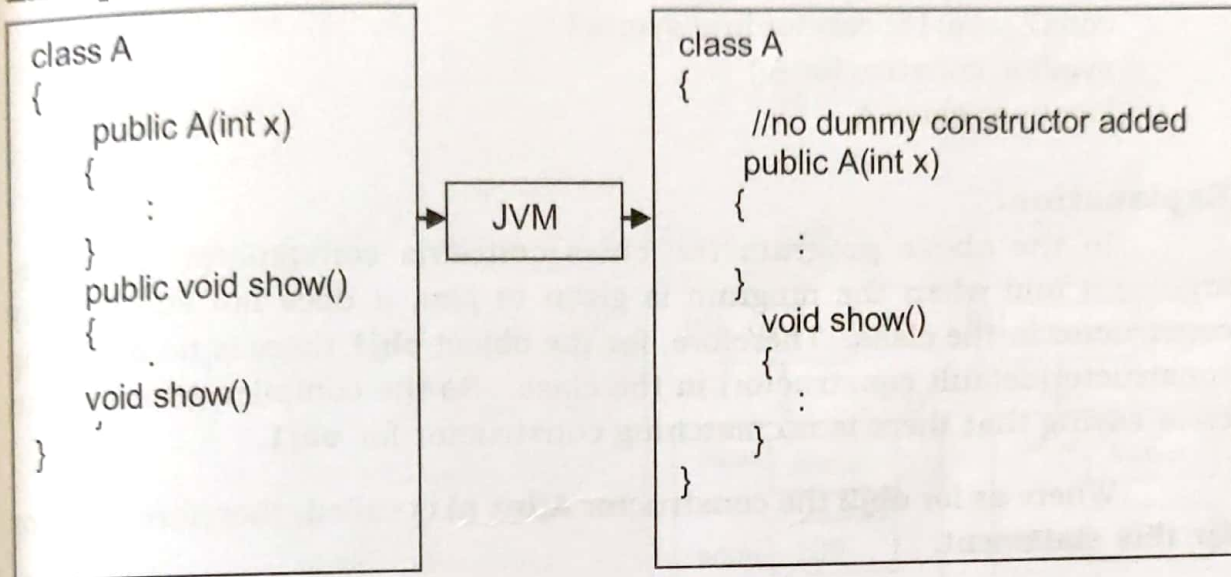 class A
{
public A(int x)
{
:
}
public void show()
{
.
void show()
}
JVM
class A
{
//no dummy constructor added
public A(int x)
{
:
}
void show()
{
:
}
}